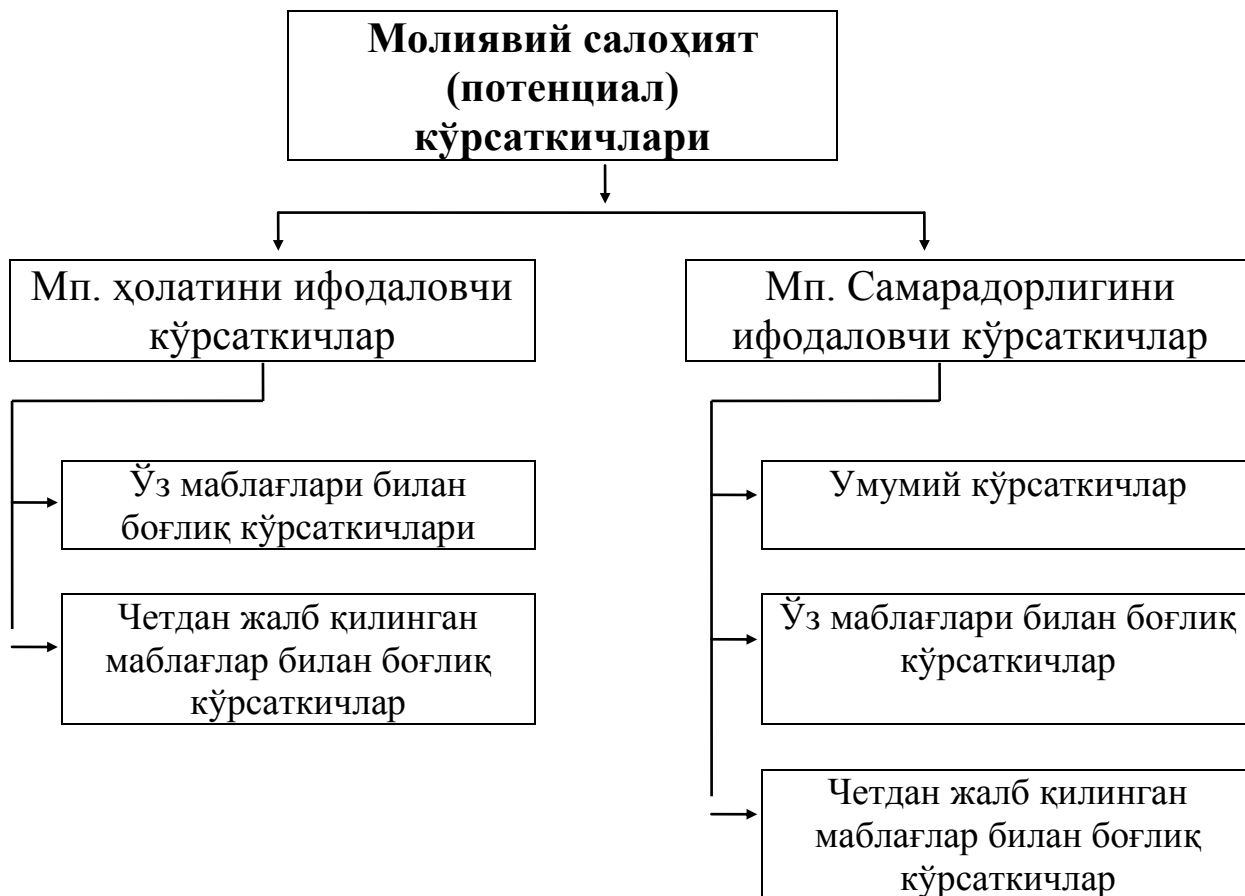 Молиявий салоҳият
(потенциал)
кўрсаткичлари
Мп. ҳолатини ифодаловчи
кўрсаткичлар
Ўз маблағлари билан
боғлиқ кўрсаткичлари
Четдан жалб қилинган
маблағлар билан боғлиқ
кўрсаткичлар
Мп. Самарадорлигини
ифодаловчи кўрсаткичлар
Умумий кўрсаткичлар
Ўз маблағлари билан боғлиқ
кўрсаткичлар
Четдан жалб қилинган
маблағлар билан боғлиқ
кўрсаткичлар